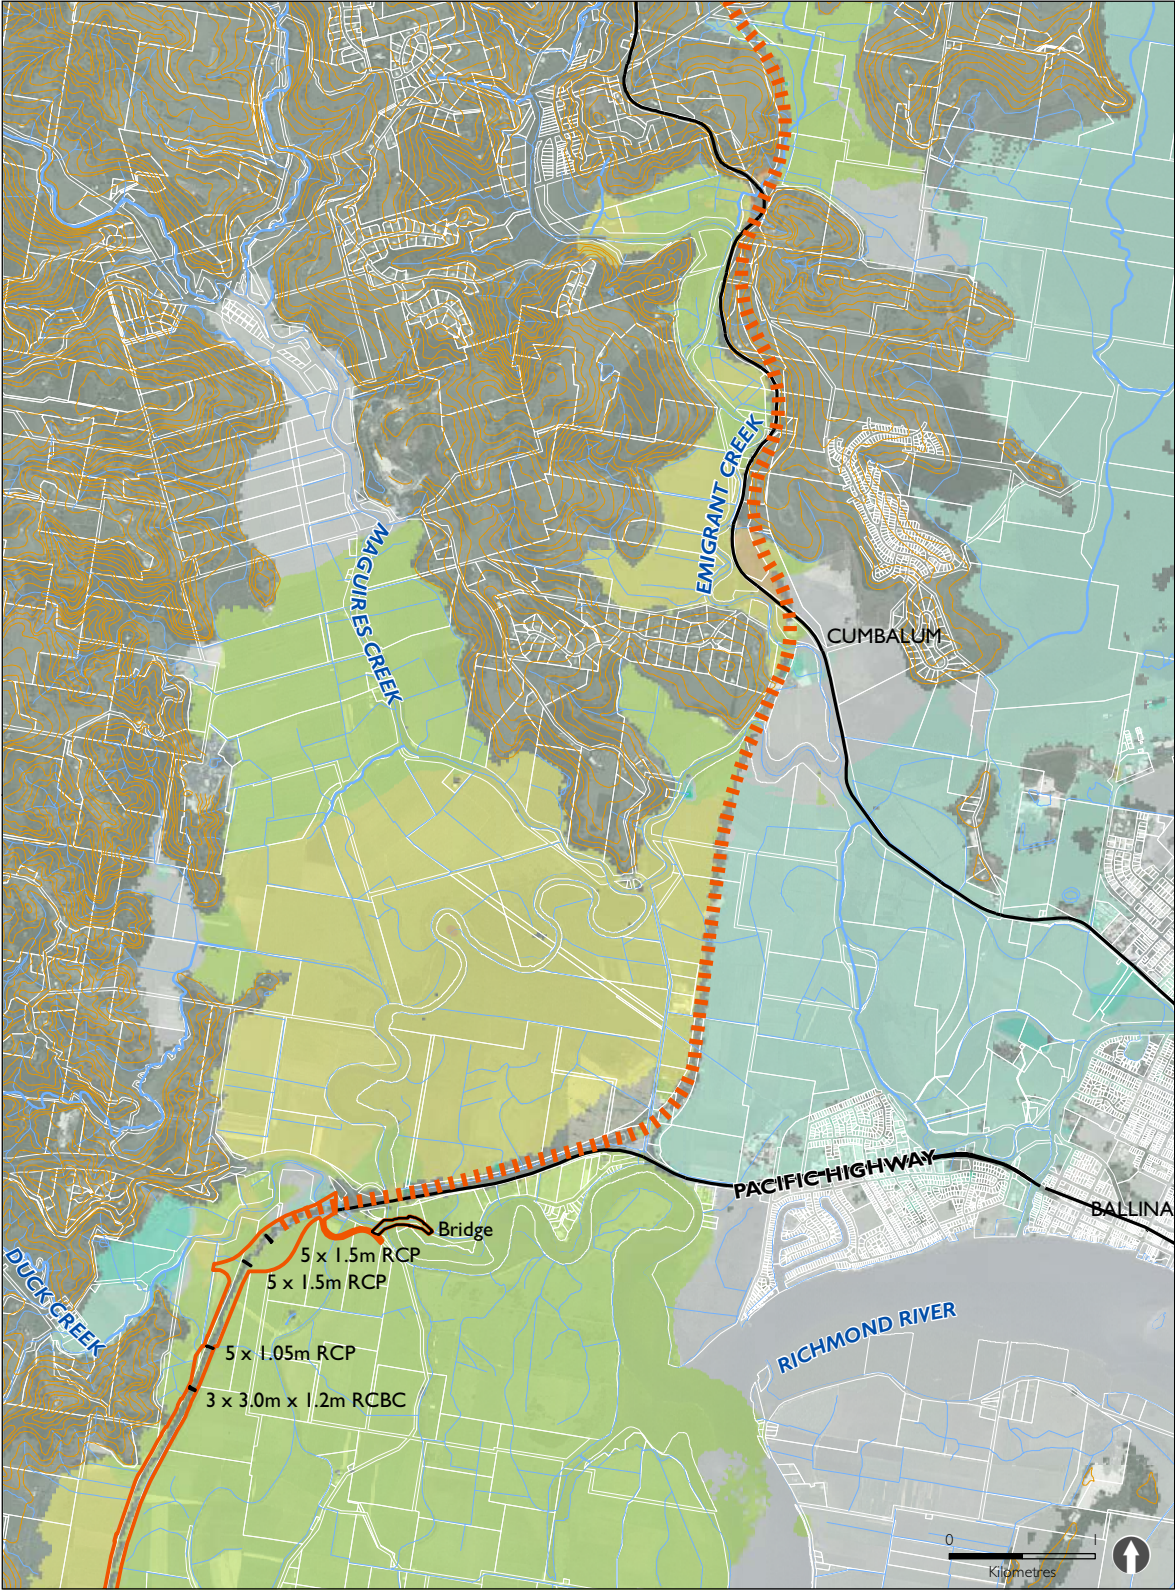 EMIGRANT CREEK
MAGUIRES CREEK
CUMBALUM
PACIFIC HIGHWAY
BALLINA
Bridge
5 x 1.5m RCP
5 x 1.5m RCP
DUCK CREEK
RICHMOND RIVER
5 x 1.05m RCP
3 x 3.0m x 1.2m RCBC
0 1
Kilometres